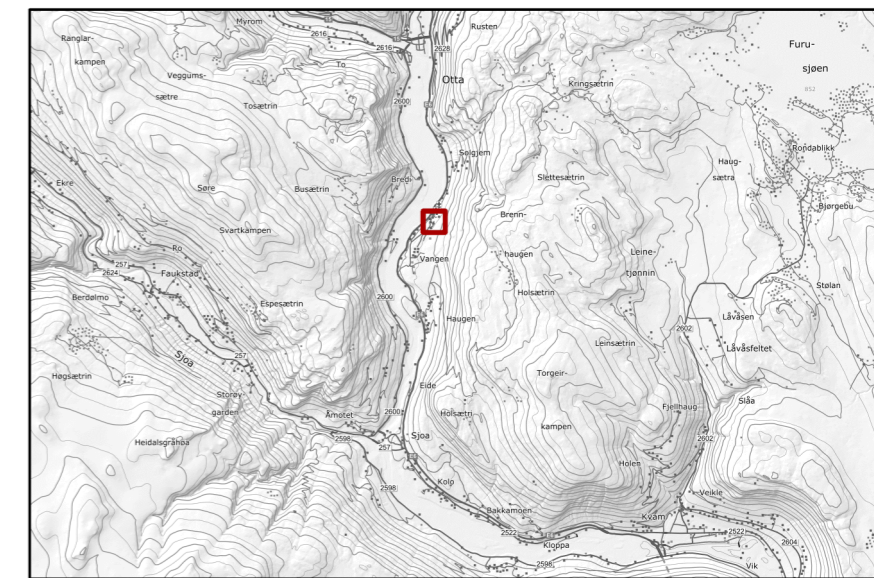 Myrom
Rusten
2616
2616
2628
Ranglar-
kampen
To
Furu-
sjøen
852
Veggums-
sætre
Otta
Kringsætrin
Tosætrin
2600
Rondablikk
Solgjem
Haug-
sætra
Ekre
Søre
Busætrin
Bredi
Slettesætrin
Bjørgebu
Svartkampen
Brenn-
haugen
Ro
257
2624
Faukstad
Vangen
Leine-
tjønnin
Berdølmo
Espesætrin
2600
Holsætrin
Stølan
Haugen
2602
Låvåsen
Sjoa
257
Leinsætrin
Låvåsfeltet
Høgsætrin
Torgeir-
kampen
Eide
Storøy-
garden
Åmotet
2600
Holsætri
Fjellhaug
Slåa
Heidalsgråhøa
2598
257
Sjoa
2602
Holen
2598
Kolo
Veikle
Bakkamoen
Kvam
2522
2522
Kloppa
2604
2598
Vik